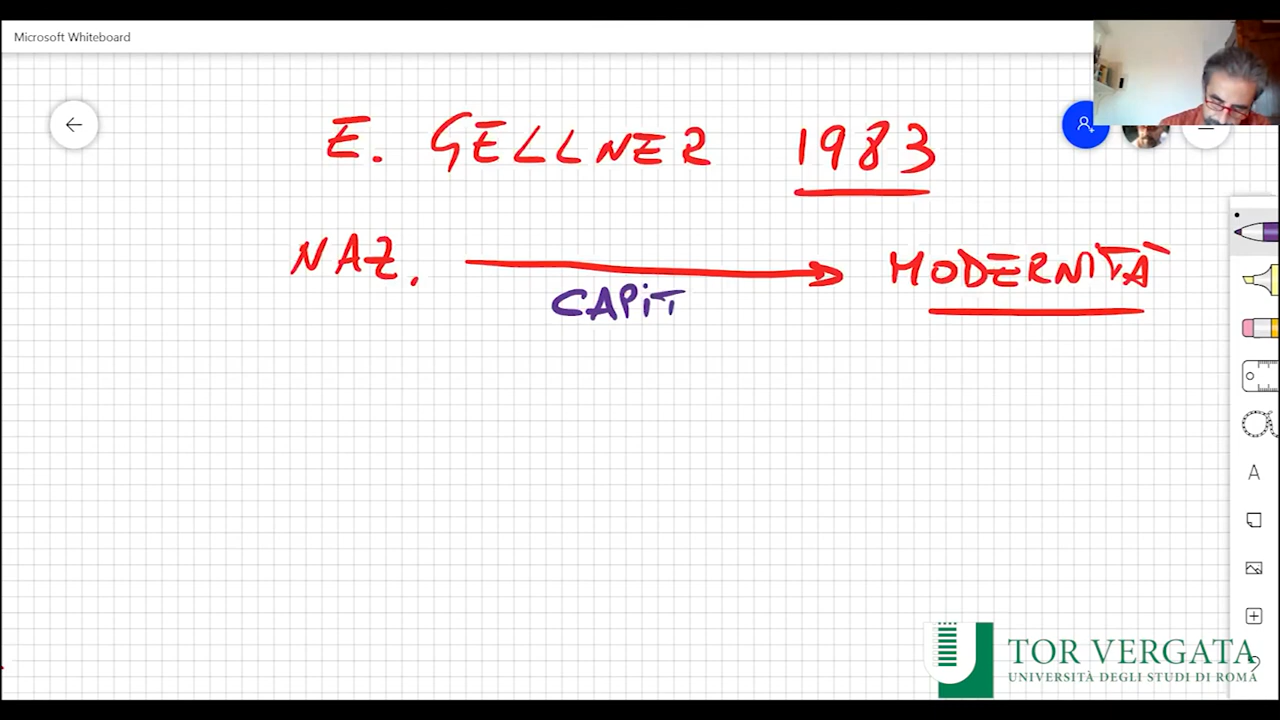 Microsoft Whiteboard
E. GELLNER 1983
NAZ. MODERNITÀ
CAPIT
A
TOR VERGATA
UNIVERSITÀ DEGLI STUDI DI ROMA